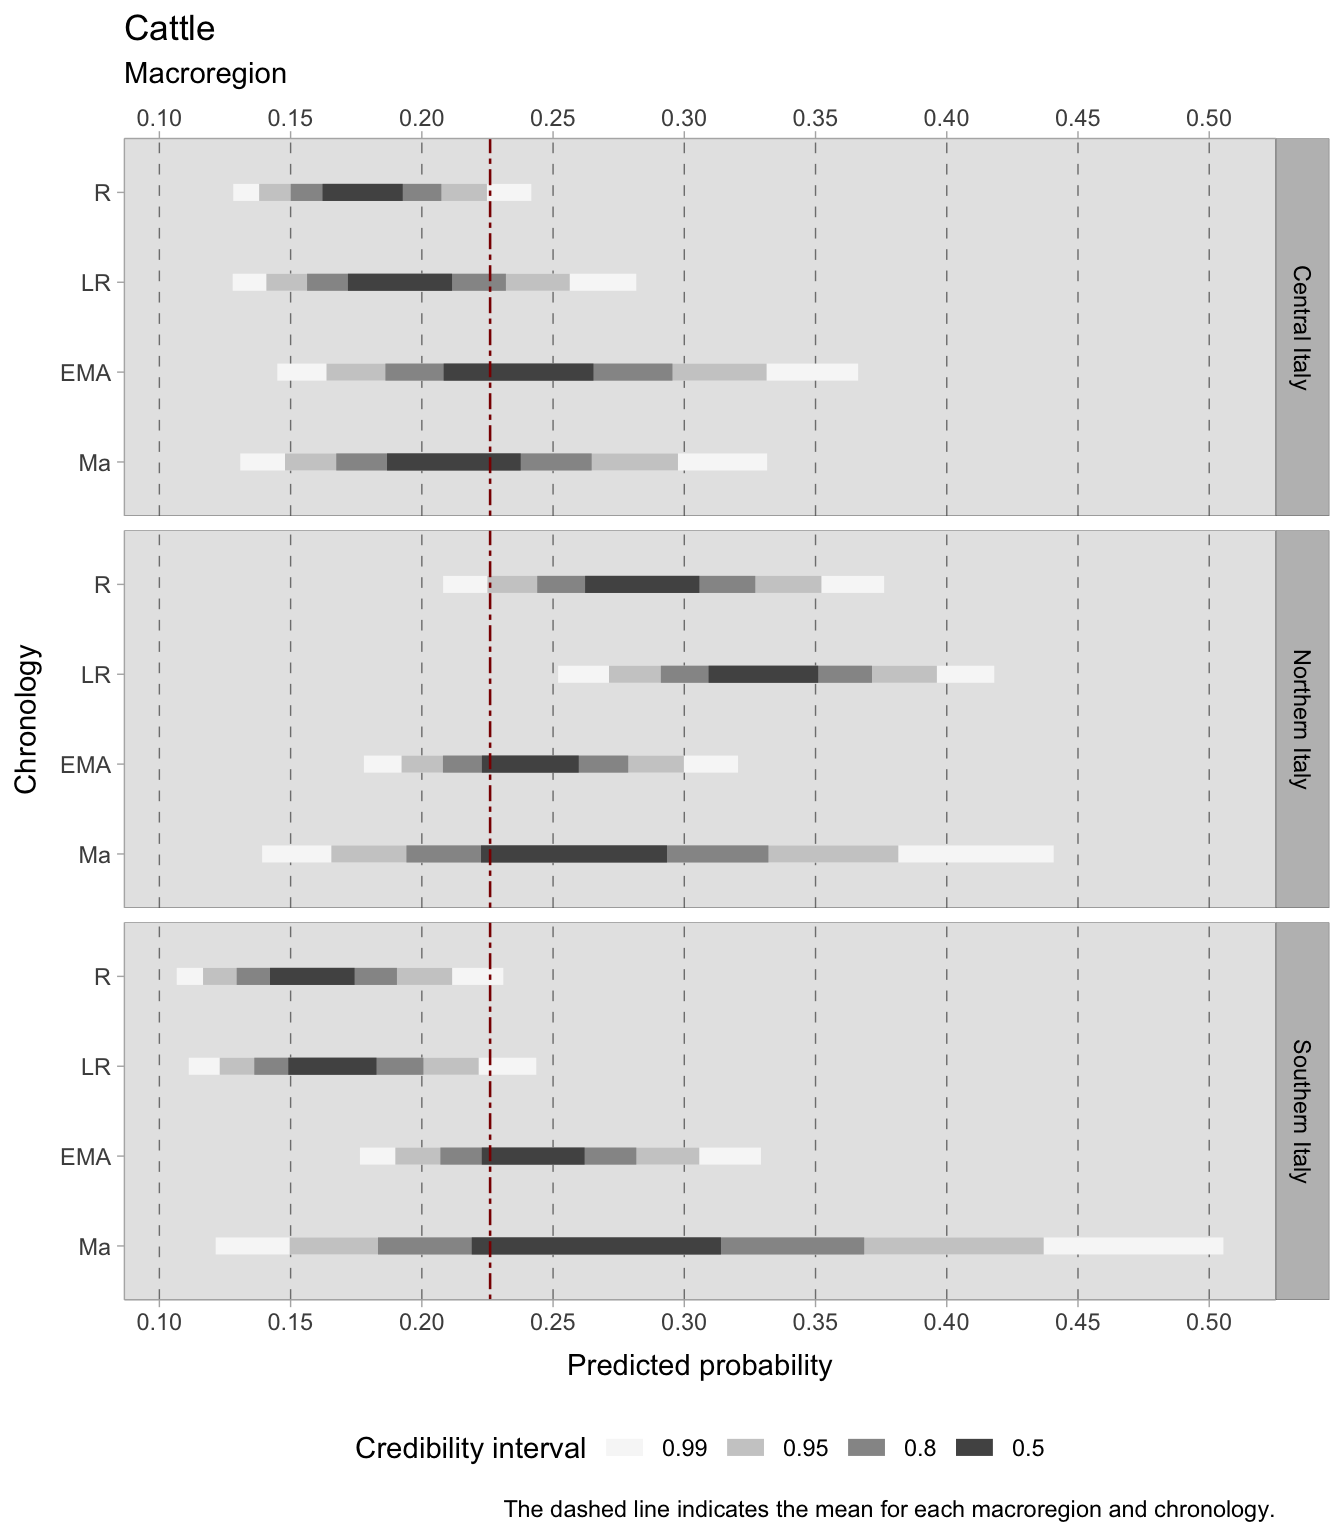 Cattle
Macroregion
0.10 0.15 0.20 0.25 0.30 0.35 0.40 0.45 0.50
R
LR
EMA
Ma
Central Italy
R
LR
EMA
Ma
Northern Italy
R
LR
EMA
Ma
Southern Italy
Chronology
0.10 0.15 0.20 0.25 0.30 0.35 0.40 0.45 0.50
Predicted probability
Credibility interval 0.99 0.95 0.8 0.5
The dashed line indicates the mean for each macroregion and chronology.